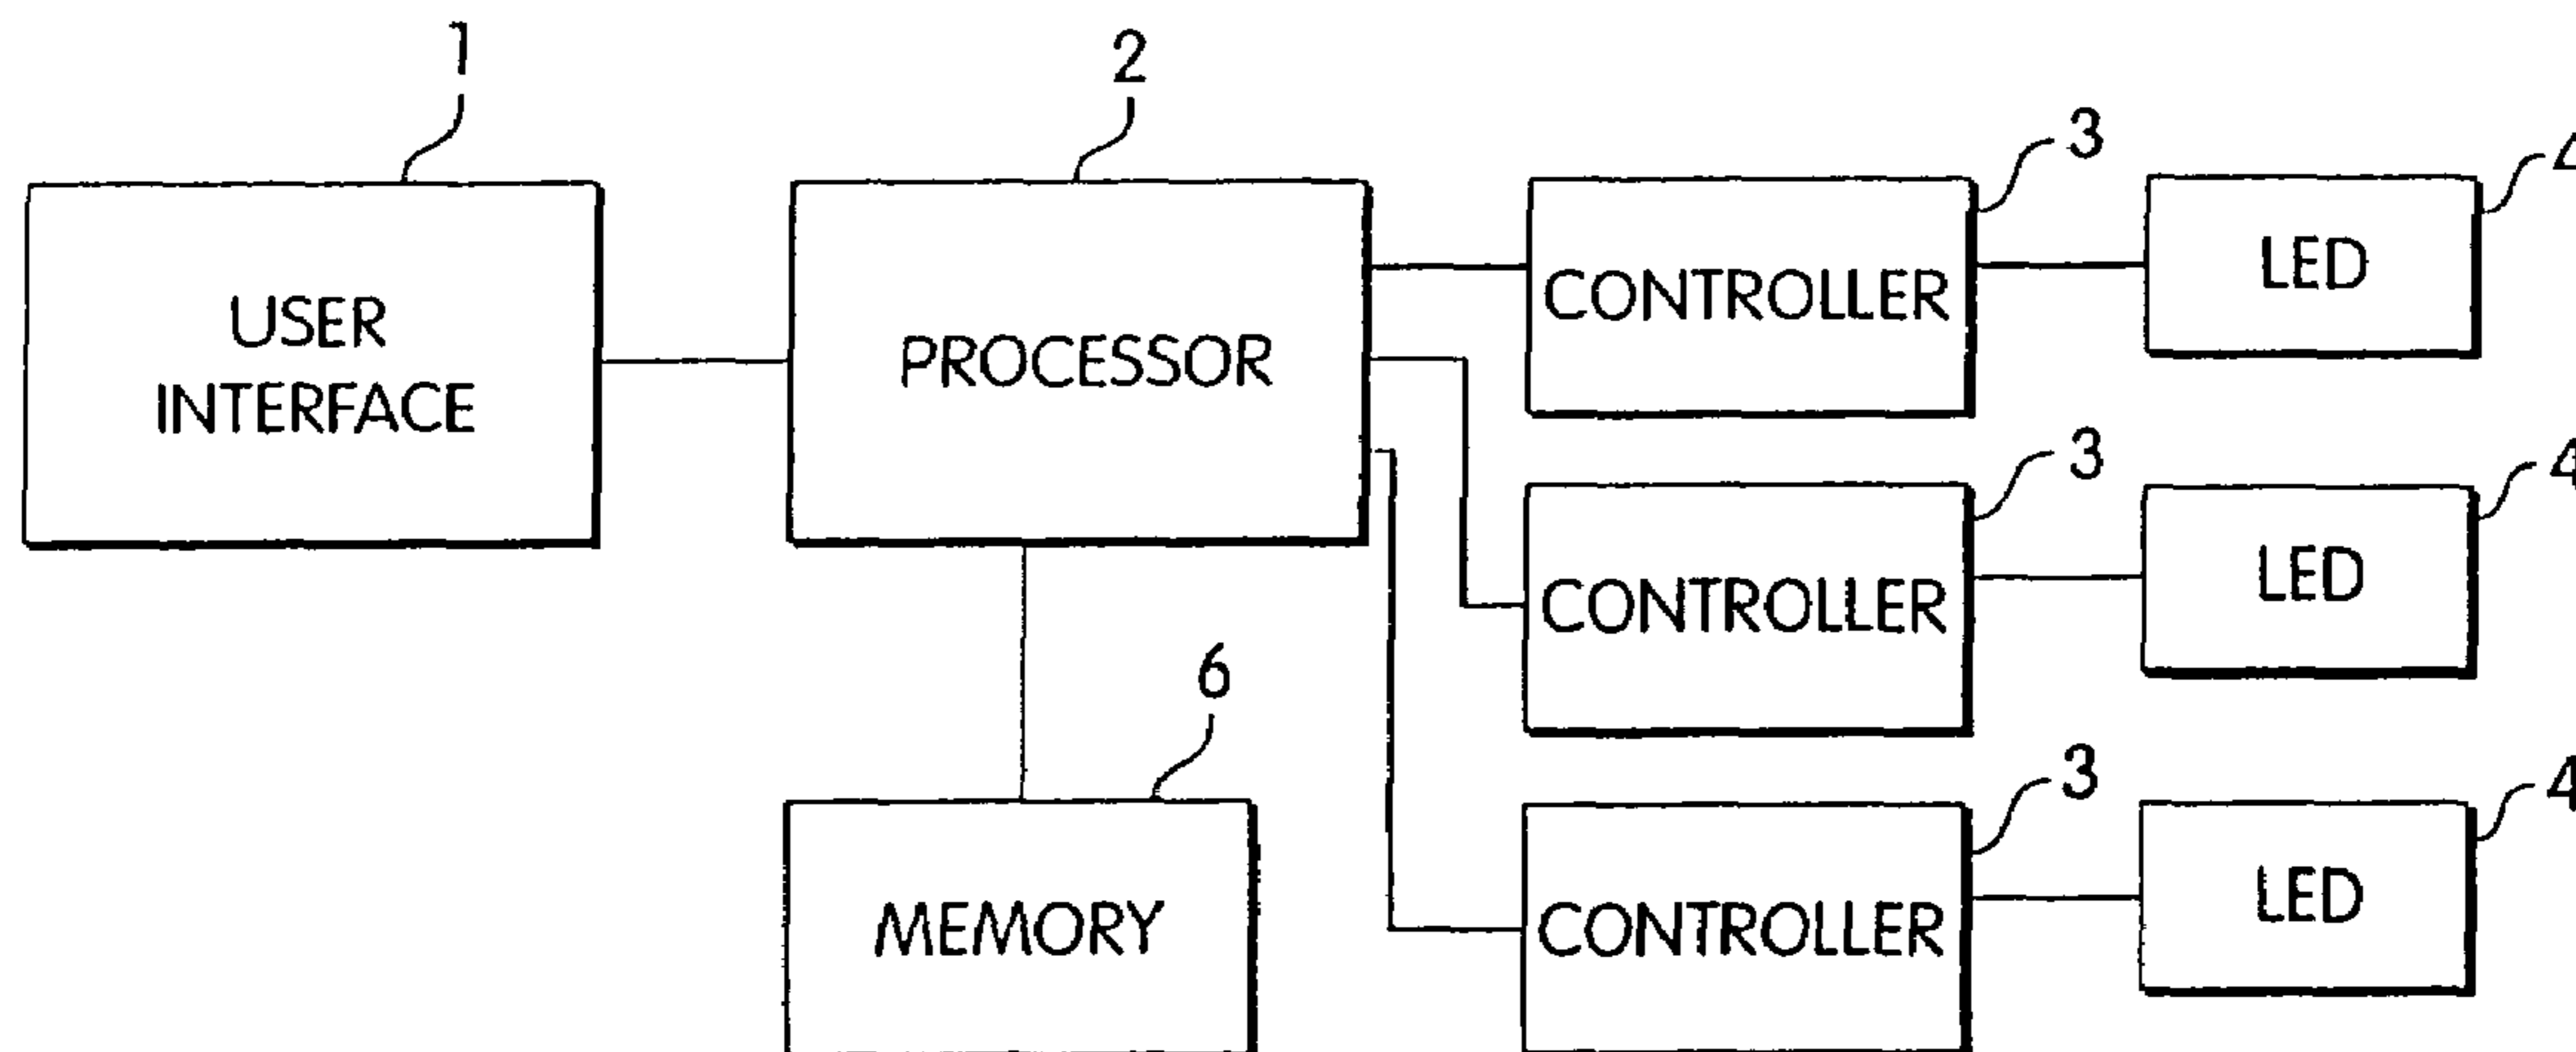 1
2
3
4
USER
INTERFACE
PROCESSOR
CONTROLLER
LED
3
4
CONTROLLER
LED
6
3
4
MEMORY
CONTROLLER
LED